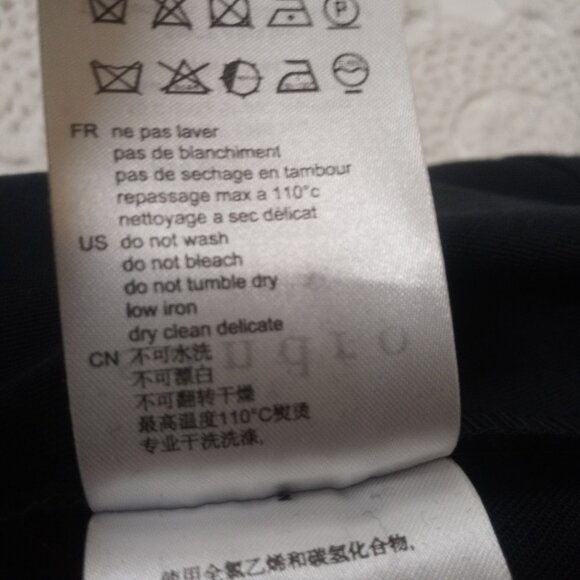 P
FR ne pas laver
pas de blanchiment
pas de sechage en tambour
repassage max a 110°c
nettoyage a sec délicat
US do not wash
do not bleach
do not tumble dry
low iron
dry clean delicate
CN 不可水洗
不可漂白
不可翻转干燥
最高温度110°C熨烫
专业干洗洗涤.
使用全氯乙烯和碳氢化合物.